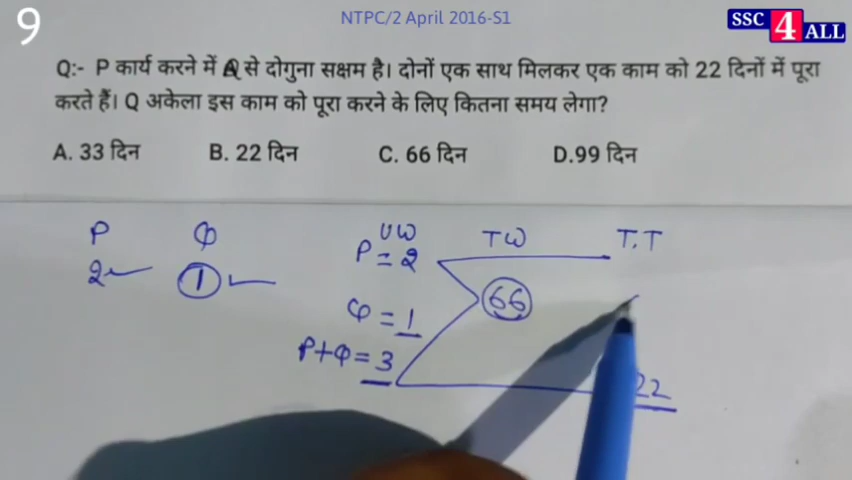 9
NTPC/2 April 2016-S1
SSC 4 ALL
Q:- P कार्य करने में Q से दोगुना सक्षम है। दोनों एक साथ मिलकर एक काम को 22 दिनों में पूरा
करते हैं। Q अकेला इस काम को पूरा करने के लिए कितना समय लेगा?
A. 33 दिन B. 22 दिन C. 66 दिन D.99 दिन
P Q UW TW T.T
2 1 P = 2
66
Q = 1
P+Q = 3
22